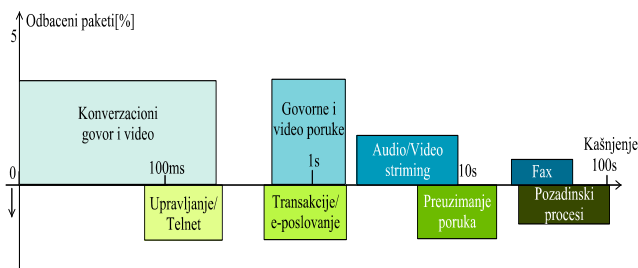 Odbaceni paketi[%]
5
Konverzacioni
govor i video
Govorne i
video poruke
Audio/Video
striming
Fax
Kašnjenje
0
100ms
1s
10s
100s
Upravljanje/
Telnet
Transakcije/
e-poslovanje
Preuzimanje
poruka
Pozadinski
procesi